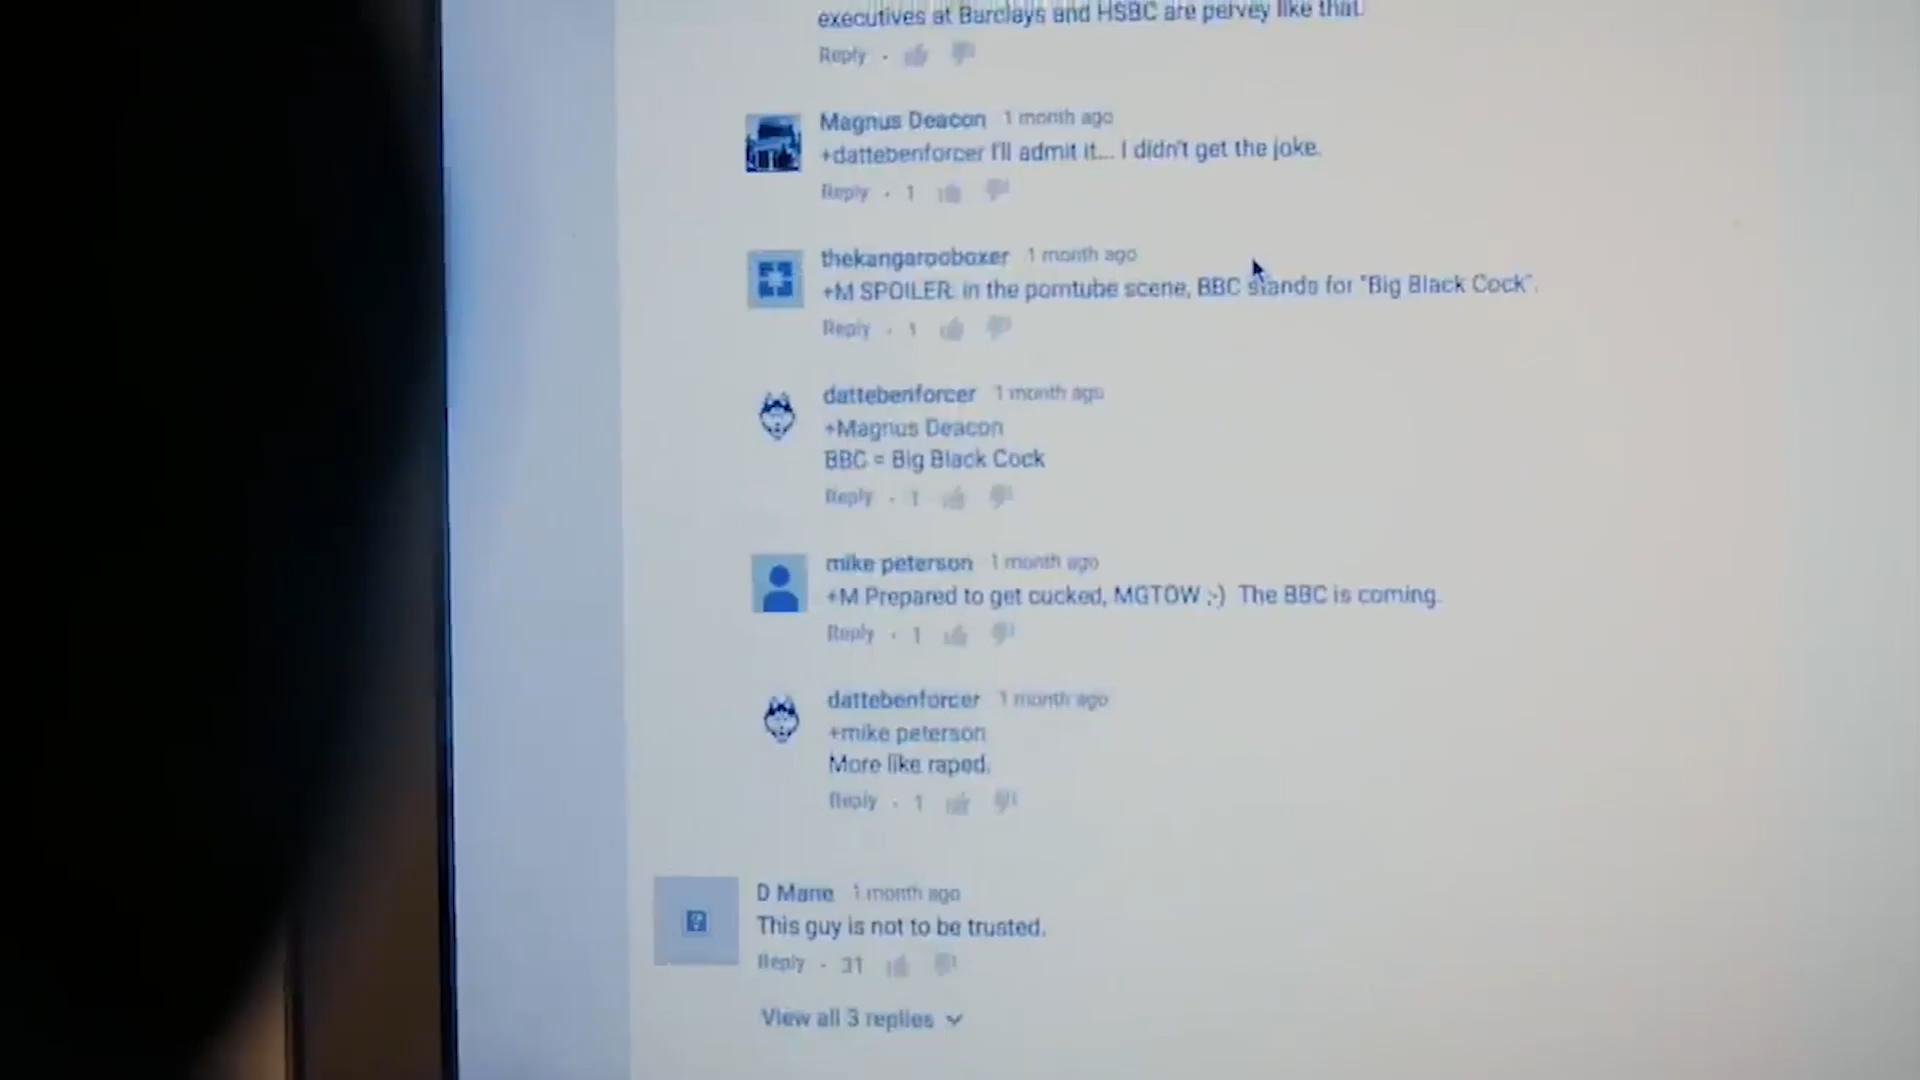 executives at Barclays and HSBC are pervey like that.
Reply
Magnus Deacon 1 month ago
+dattebenforcer I'll admit it... I didn't get the joke.
Reply · 1
thekangarooboxer 1 month ago
+M SPOILER: in the porntube scene, BBC stands for "Big Black Cock".
Reply · 1
dattebenforcer 1 month ago
+Magnus Deacon
BBC = Big Black Cock
Reply · 1
mike peterson 1 month ago
+M Prepared to get cucked, MGTOW ;-) The BBC is coming.
Reply · 1
dattebenforcer 1 month ago
+mike peterson
More like raped.
Reply · 1
D Mane 1 month ago
This guy is not to be trusted.
Reply · 31
View all 3 replies